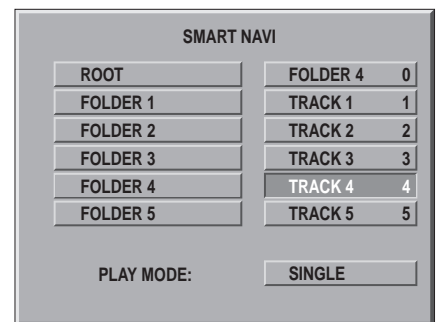 SMART NAVI
ROOT FOLDER 4 0
FOLDER 1 TRACK 1 1
FOLDER 2 TRACK 2 2
FOLDER 3 TRACK 3 3
FOLDER 4 TRACK 4 4
FOLDER 5 TRACK 5 5
PLAY MODE: SINGLE